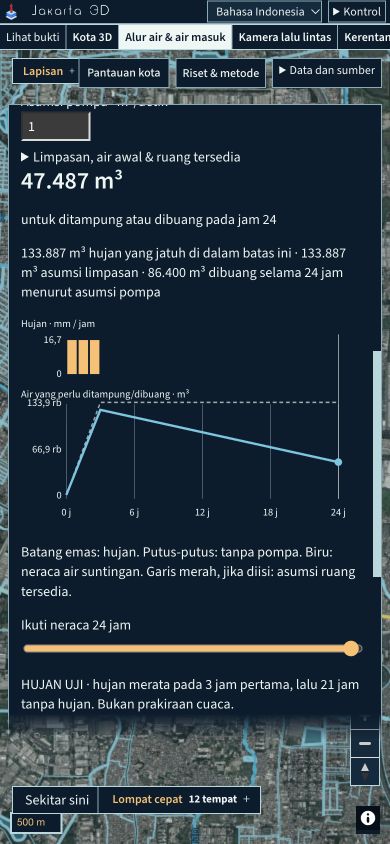 Jakarta 3D
Bahasa Indonesia
▶ Kontrol
Lihat bukti
Kota 3D
Alur air & air masuk
Kamera lalu lintas
Lapisan +
Pantauan kota
Riset & metode
▶ Data dan sumber
1
▶ Limpasan, air awal & ruang tersedia
47.487 m³
untuk ditampung atau dibuang pada jam 24
133.887 m³ hujan yang jatuh di dalam batas ini · 133.887
m³ asumsi limpasan · 86.400 m³ dibuang selama 24 jam
menurut asumsi pompa
Hujan · mm / jam
16,7
0
Air yang perlu ditampung/dibuang · m³
133,9 rb
66,9 rb
0
0 j
6 j
12 j
18 j
24 j
Batang emas: hujan. Putus-putus: tanpa pompa. Biru:
neraca air suntingan. Garis merah, jika diisi: asumsi ruang
tersedia.
Ikuti neraca 24 jam
HUJAN UJI · hujan merata pada 3 jam pertama, lalu 21 jam
tanpa hujan. Bukan prakiraan cuaca.
Sekitar sini
Lompat cepat 12 tempat +
500 m